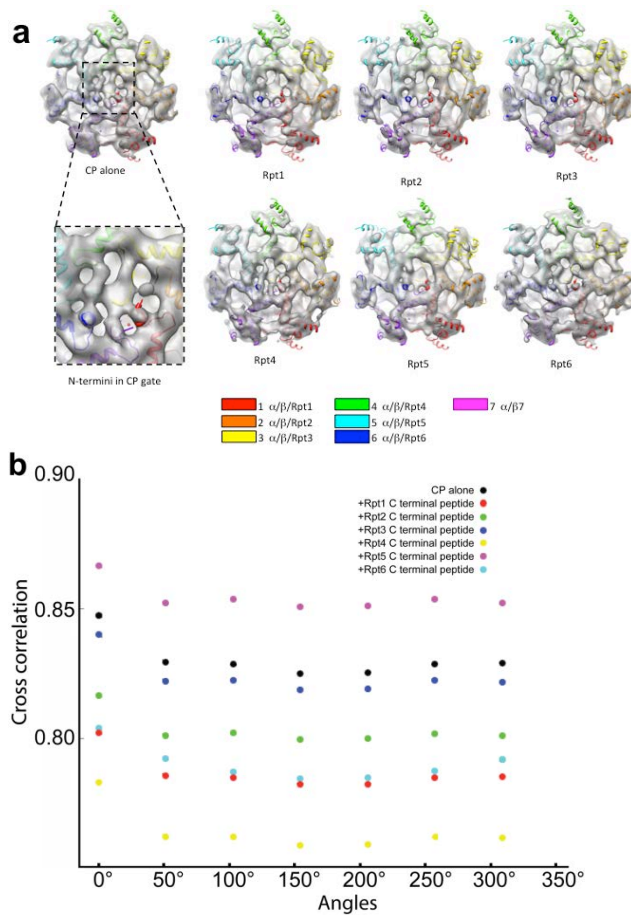 a
CP alone
Rpt1
Rpt2
Rpt3
N-termini in CP gate
Rpt4
Rpt5
Rpt6
1 α/β/Rpt1
4 α/β/Rpt4
7 α/β7
2 α/β/Rpt2
5 α/β/Rpt5
3 α/β/Rpt3
6 α/β/Rpt6
b
0.90
0.85
0.80
Cross correlation
CP alone
+Rpt1 C terminal peptide
+Rpt2 C terminal peptide
+Rpt3 C terminal peptide
+Rpt4 C terminal peptide
+Rpt5 C terminal peptide
+Rpt6 C terminal peptide
0° 50° 100° 150° 200° 250° 300° 350°
Angles